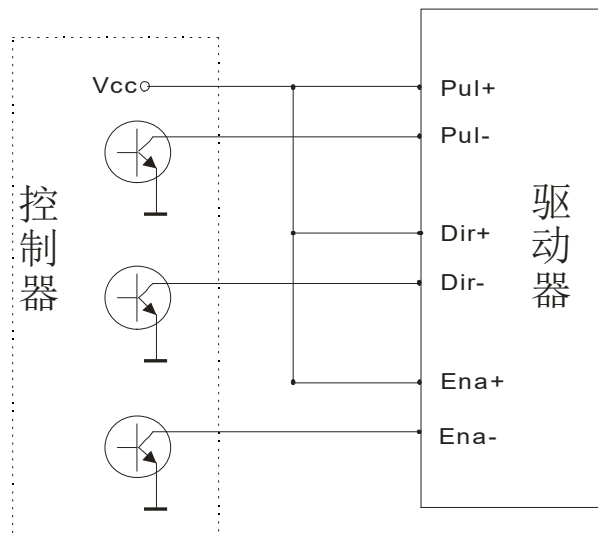 Vcc
Pul+
Pul-
控制器
驱动器
Dir+
Dir-
Ena+
Ena-